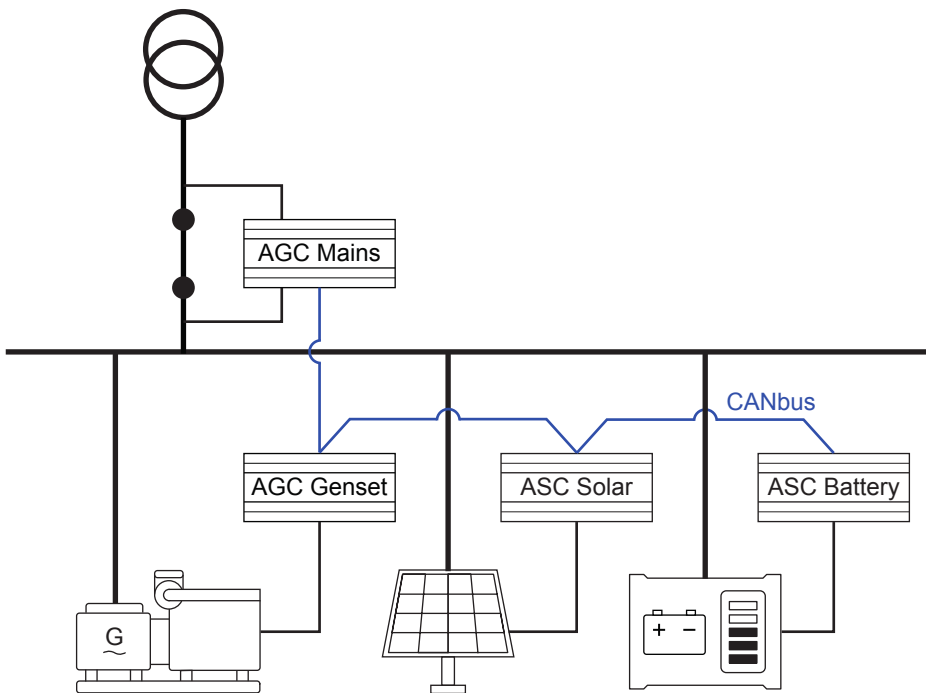 AGC Mains
CANbus
AGC Genset
ASC Solar
ASC Battery
G
+ −